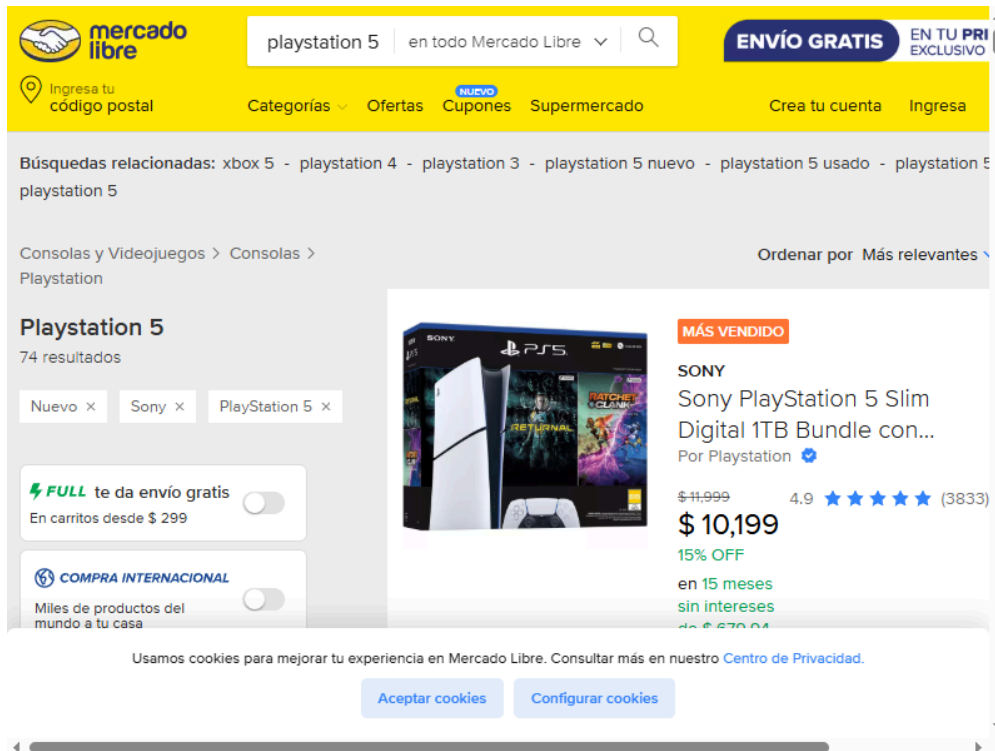 mercado
libre
playstation 5 en todo Mercado Libre
ENVÍO GRATIS EN TU PRI
EXCLUSIVO
Ingresa tu
código postal
NUEVO
Categorías Ofertas Cupones Supermercado Crea tu cuenta Ingresa
Búsquedas relacionadas: xbox 5 - playstation 4 - playstation 3 - playstation 5 nuevo - playstation 5 usado - playstation 5
playstation 5
Consolas y Videojuegos > Consolas >
Playstation
Ordenar por Más relevantes
Playstation 5
74 resultados
Nuevo × Sony × PlayStation 5 ×
FULL te da envío gratis
En carritos desde $ 299
COMPRA INTERNACIONAL
Miles de productos del
mundo a tu casa
SONY
PS5
RETURNAL
RATCHET
CLANK
MÁS VENDIDO
SONY
Sony PlayStation 5 Slim
Digital 1TB Bundle con...
Por Playstation
$ 11,999 4.9 (3833)
$ 10,199
15% OFF
en 15 meses
sin intereses
de $ 679.94
Usamos cookies para mejorar tu experiencia en Mercado Libre. Consultar más en nuestro Centro de Privacidad.
Aceptar cookies Configurar cookies